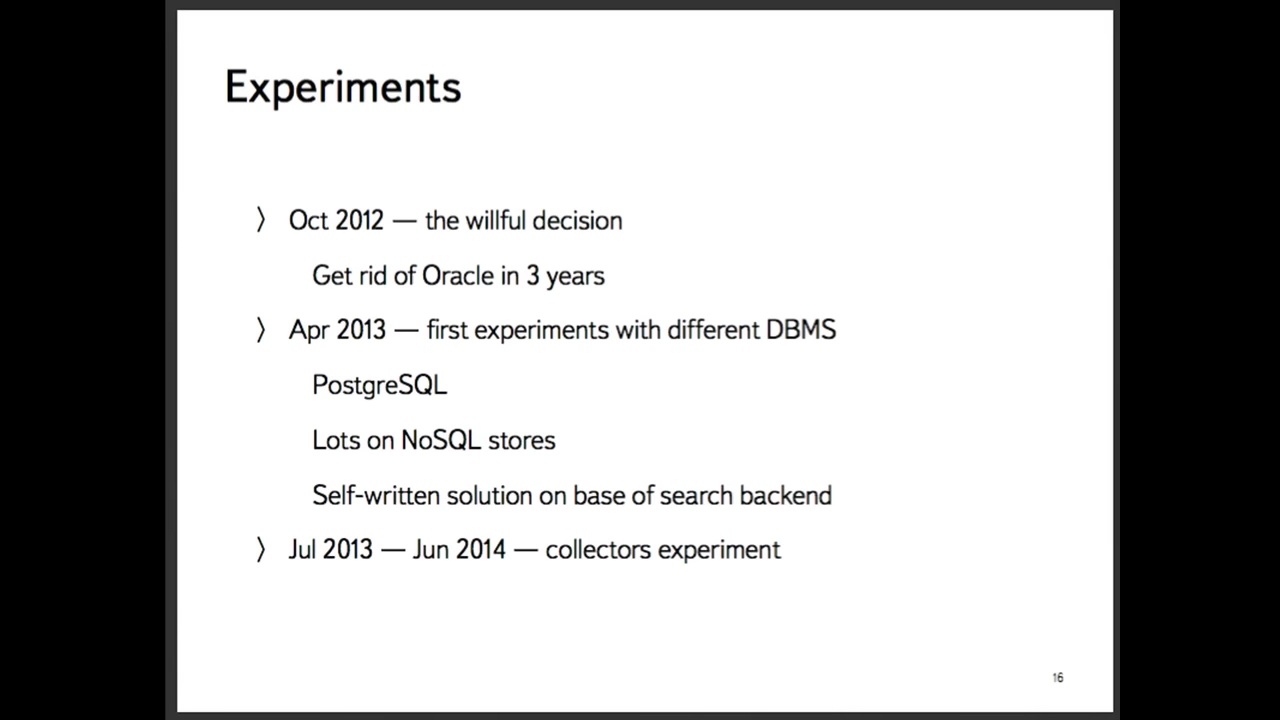 Experiments
〉 Oct 2012 — the willful decision
Get rid of Oracle in 3 years
〉 Apr 2013 — first experiments with different DBMS
PostgreSQL
Lots on NoSQL stores
Self-written solution on base of search backend
〉 Jul 2013 — Jun 2014 — collectors experiment
16